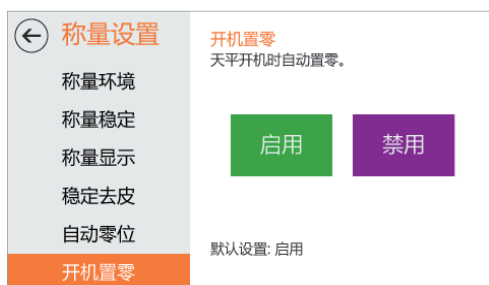 称量设置
称量环境
称量稳定
称量显示
稳定去皮
自动零位
开机置零
开机置零
天平开机时自动置零。
启用
禁用
默认设置: 启用